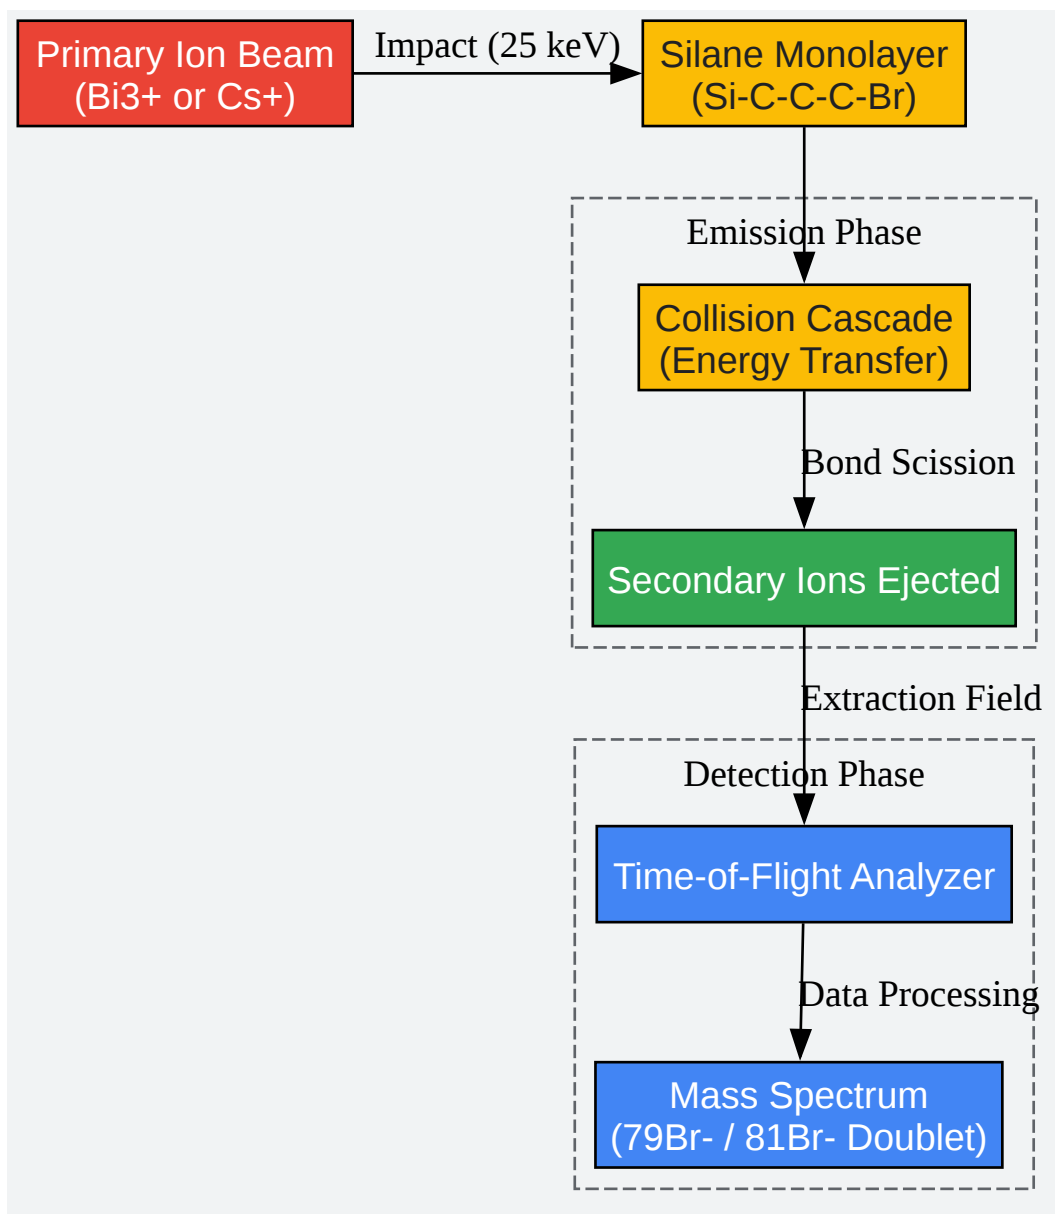 Primary Ion Beam
(Bi3+ or Cs+)
Impact (25 keV)
Silane Monolayer
(Si-C-C-C-Br)
Emission Phase
Collision Cascade
(Energy Transfer)
Bond Scission
Secondary Ions Ejected
Extraction Field
Detection Phase
Time-of-Flight Analyzer
Data Processing
Mass Spectrum
(79Br- / 81Br- Doublet)